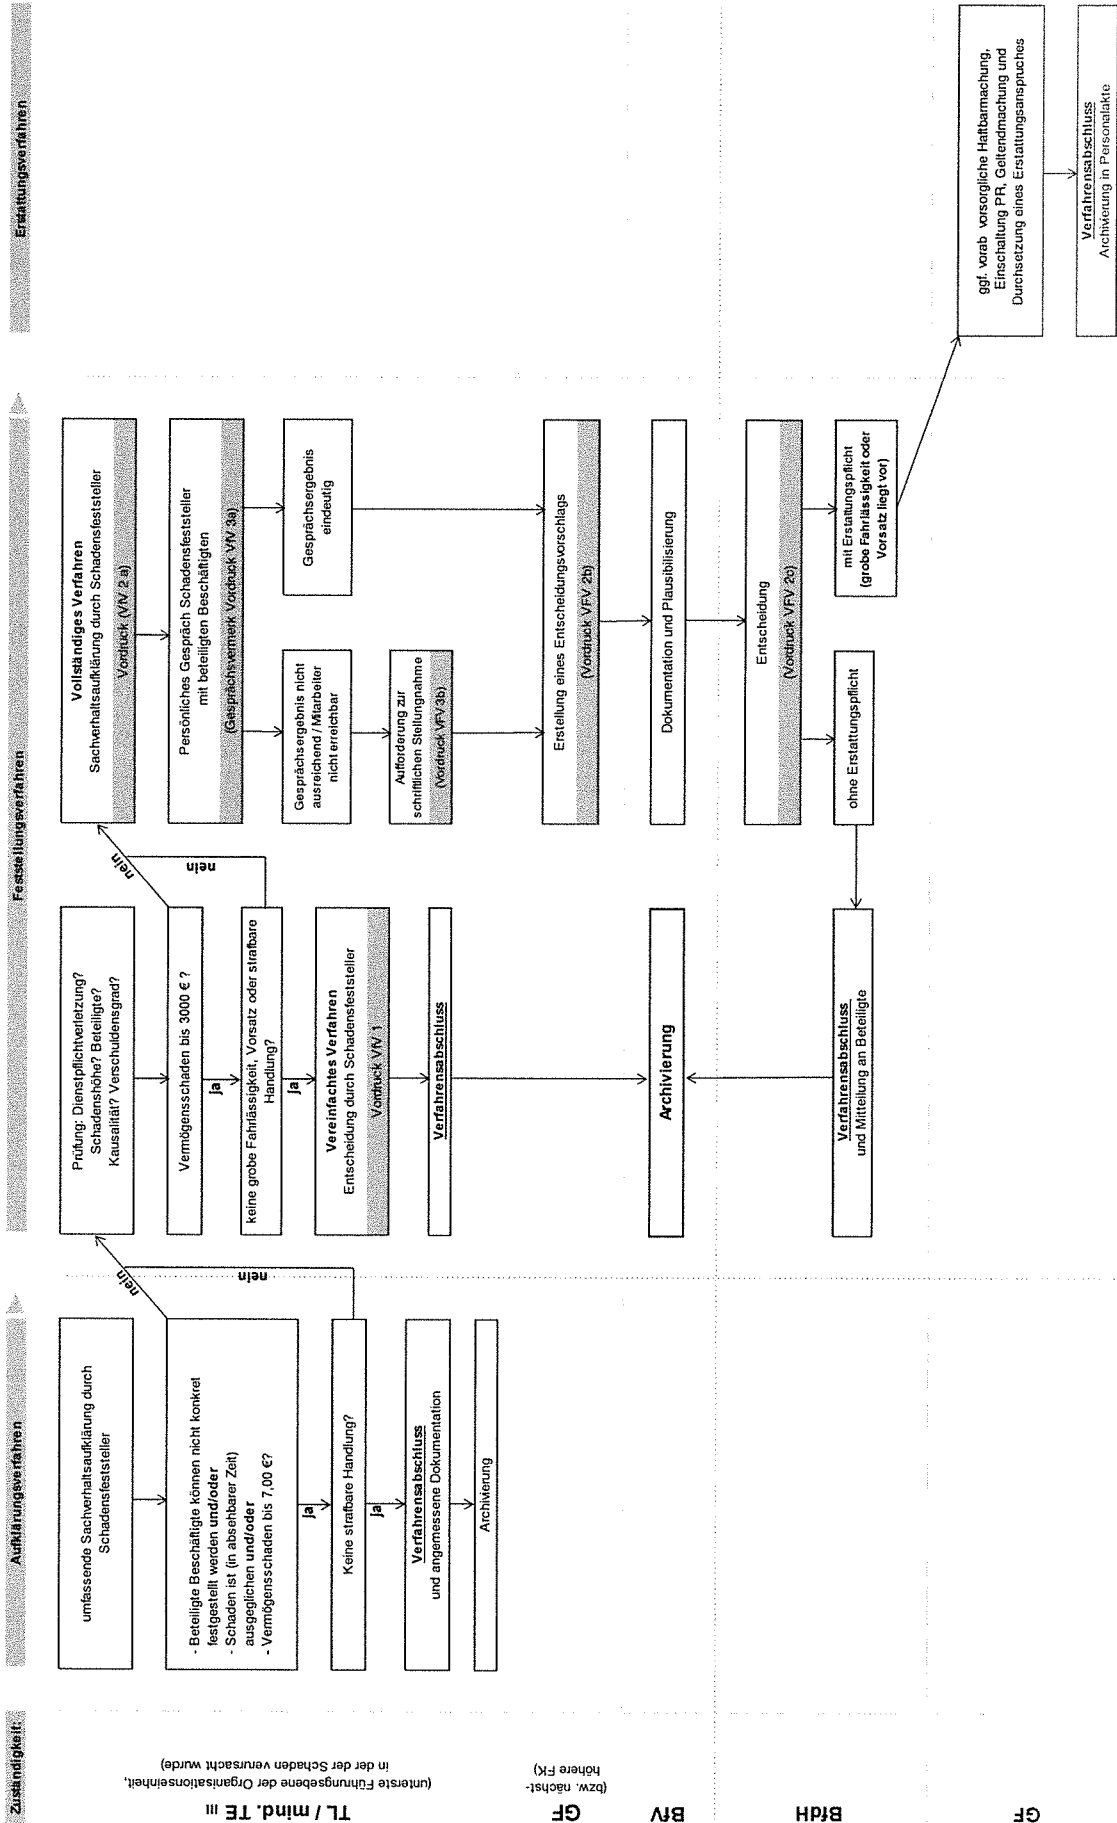 Zuständigkeit:
Aufklärungsverfahren
Feststellungsverfahren
Erstattungsverfahren
TL / mind. TE III
(unterste Führungsebene der Organisationseinheit,
in der der Schaden verursacht wurde)
GF
(bzw. nächst-
höhere FK)
BfV
BfdH
GF
umfassende Sachverhaltsaufklärung durch
Schadensfeststeller
- Beteiligte Beschäftigte können nicht konkret
festgestellt werden und/oder
- Schaden ist (in absehbarer Zeit)
ausgeglichen und/oder
- Vermögensschaden bis 7,00 €?
nein
ja
Keine strafbare Handlung?
nein
ja
Verfahrensabschluss
und angemessene Dokumentation
Archivierung
Prüfung: Dienstpflichtverletzung?
Schadenshöhe? Beteiligte?
Kausalität? Verschuldensgrad?
Vermögensschaden bis 3000 € ?
nein
ja
keine grobe Fahrlässigkeit, Vorsatz oder strafbare
Handlung?
nein
ja
Vereinfachtes Verfahren
Entscheidung durch Schadensfeststeller
Vordruck VfV 1
Verfahrensabschluss
Archivierung
Verfahrensabschluss
und Mitteilung an Beteiligte
Vollständiges Verfahren
Sachverhaltsaufklärung durch Schadensfeststeller
Vordruck (VfV 2 a)
Persönliches Gespräch Schadensfeststeller
mit beteiligten Beschäftigten
(Gesprächsvermerk Vordruck VfV 3a)
Gesprächsergebnis nicht
ausreichend / Mitarbeiter
nicht erreichbar
Gesprächsergebnis
eindeutig
Aufforderung zur
schriftlichen Stellungnahme
(Vordruck VFV 3b)
Erstellung eines Entscheidungsvorschlags
(Vordruck VFV 2b)
Dokumentation und Plausibilisierung
Entscheidung
(Vordruck VFV 2c)
ohne Erstattungspflicht
mit Erstattungspflicht
(grobe Fahrlässigkeit oder
Vorsatz liegt vor)
ggf. vorab vorsorgliche Haftbarmachung,
Einschaltung PR, Geltendmachung und
Durchsetzung eines Erstattungsanspruches
Verfahrensabschluss
Archivierung in Personalakte